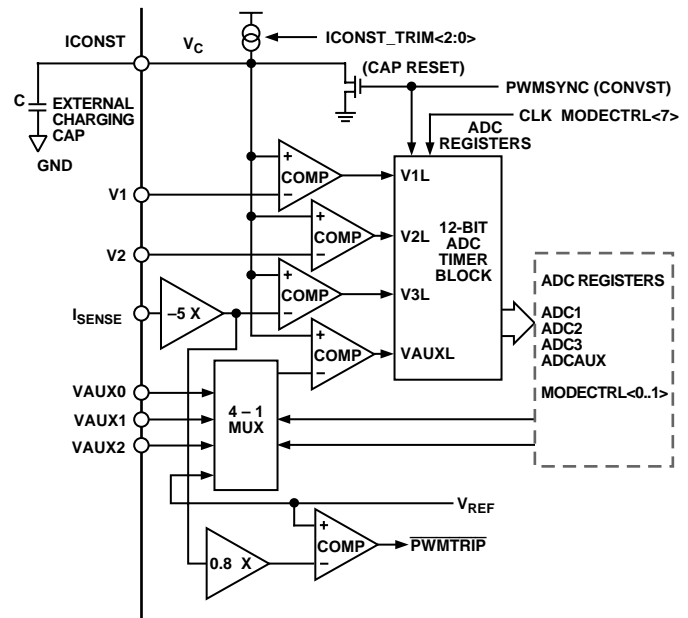 ICONST
V_C
ICONST_TRIM<2:0>
(CAP RESET)
PWMSYNC (CONVST)
C
EXTERNAL
CHARGING
CAP
GND
CLK MODECTRL<7>
ADC
REGISTERS
V1
+
COMP
–
V1L
V2
+
COMP
–
V2L
12-BIT
ADC
TIMER
BLOCK
I_SENSE
–5 X
+
COMP
–
V3L
+
COMP
–
VAUXL
ADC REGISTERS
ADC1
ADC2
ADC3
ADCAUX
MODECTRL<0..1>
VAUX0
VAUX1
VAUX2
4 – 1
MUX
V_REF
+
COMP
–
PWMTRIP
0.8 X